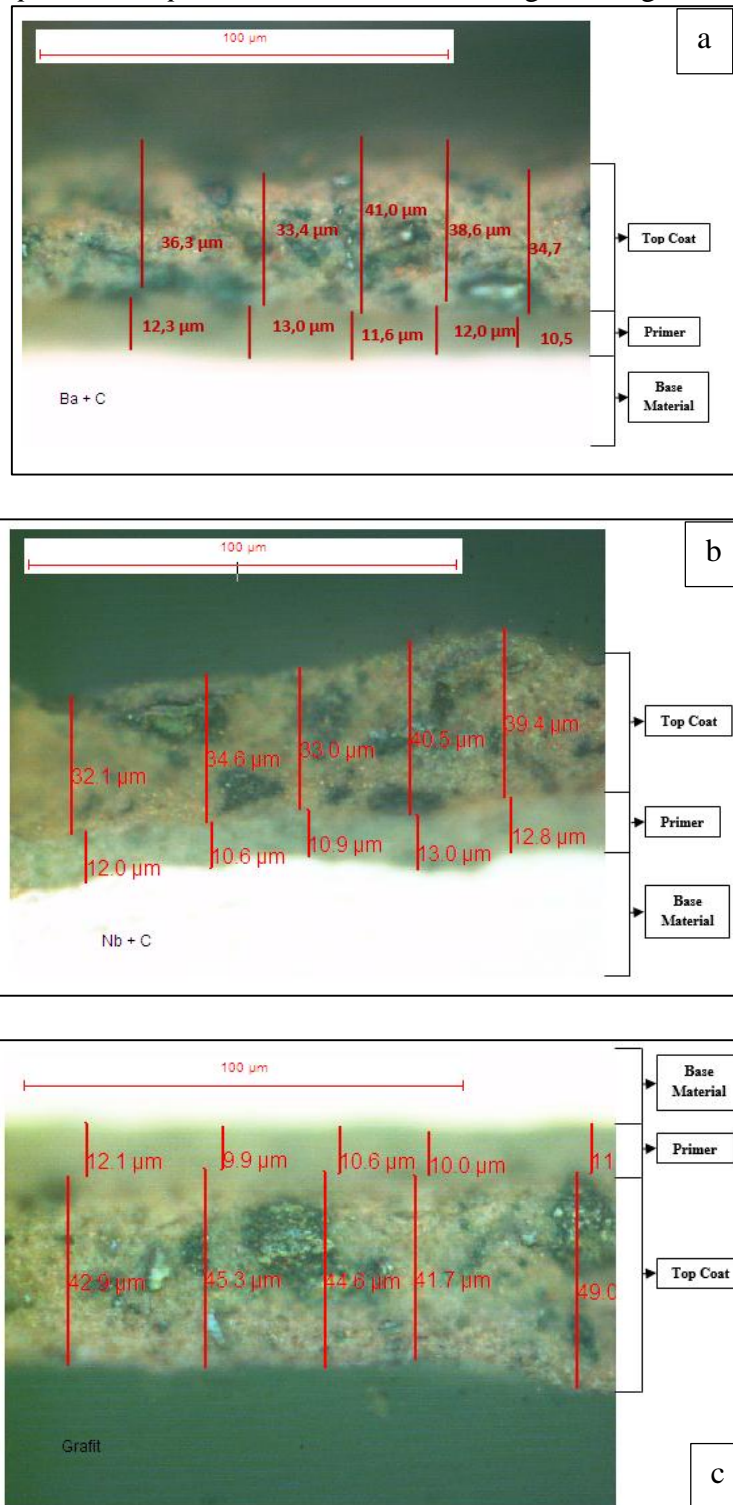 a
100 µm
36,3 µm
33,4 µm
41,0 µm
38,6 µm
34,7
Top Coat
12,3 µm
13,0 µm
11,6 µm
12,0 µm
10,5
Primer
Ba + C
Base
Material
b
100 µm
32.1 µm
34.6 µm
33.0 µm
40.5 µm
39.4 µm
Top Coat
12.0 µm
10.6 µm
10.9 µm
13.0 µm
12.8 µm
Primer
Nb + C
Base
Material
100 µm
Base
Material
12.1 µm
9.9 µm
10.6 µm
10.0 µm
11
Primer
42.9 µm
45.3 µm
44.6 µm
41.7 µm
49.0
Top Coat
Grafit
c